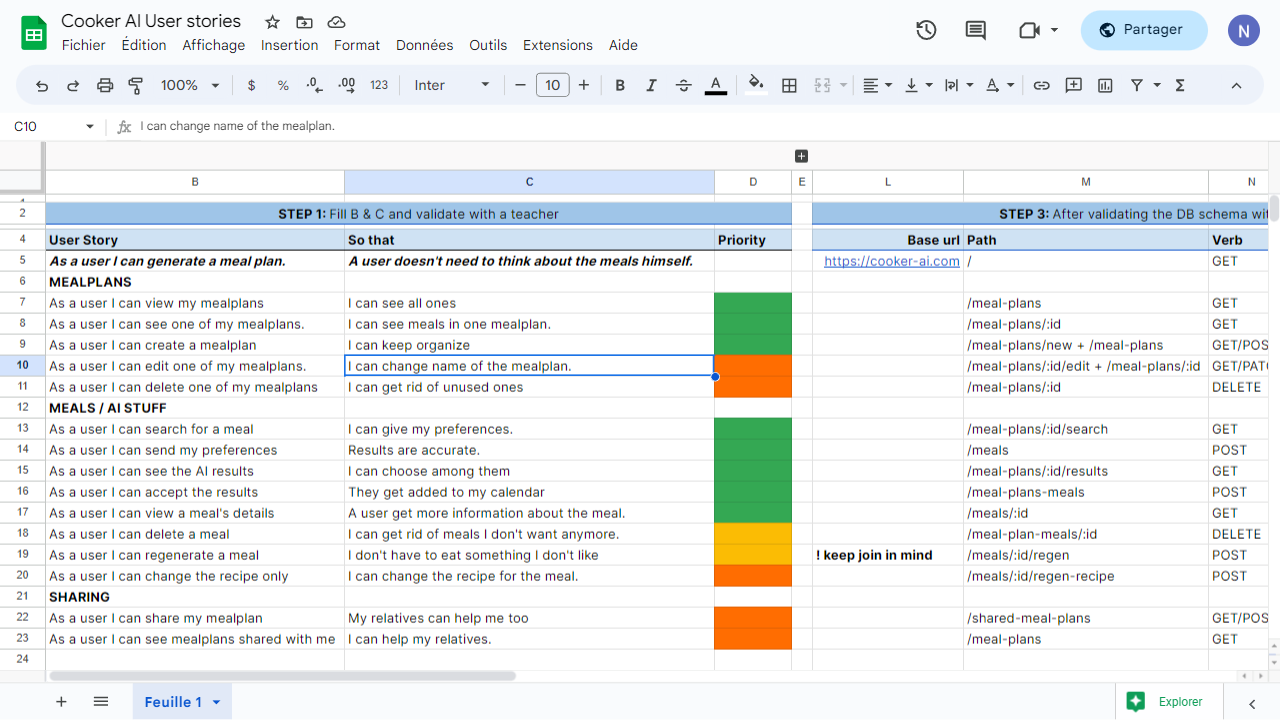 Cooker AI User stories
Fichier Édition Affichage Insertion Format Données Outils Extensions Aide
Partager
N
100% $ % .0 .00 123 Inter 10 B I A
C10 fx I can change name of the mealplan.
B C D E L M N
2 STEP 1: Fill B & C and validate with a teacher STEP 3: After validating the DB schema wit
4 User Story So that Priority Base url Path Verb
5 As a user I can generate a meal plan. A user doesn't need to think about the meals himself. https://cooker-ai.com / GET
6 MEALPLANS
7 As a user I can view my mealplans I can see all ones /meal-plans GET
8 As a user I can see one of my mealplans. I can see meals in one mealplan. /meal-plans/:id GET
9 As a user I can create a mealplan I can keep organize /meal-plans/new + /meal-plans GET/POS
10 As a user I can edit one of my mealplans. I can change name of the mealplan. /meal-plans/:id/edit + /meal-plans/:id GET/PAT
11 As a user I can delete one of my mealplans I can get rid of unused ones /meal-plans/:id DELETE
12 MEALS / AI STUFF
13 As a user I can search for a meal I can give my preferences. /meal-plans/:id/search GET
14 As a user I can send my preferences Results are accurate. /meals POST
15 As a user I can see the AI results I can choose among them /meal-plans/:id/results GET
16 As a user I can accept the results They get added to my calendar /meal-plans-meals POST
17 As a user I can view a meal's details A user get more information about the meal. /meals/:id GET
18 As a user I can delete a meal I can get rid of meals I don't want anymore. /meal-plan-meals/:id DELETE
19 As a user I can regenerate a meal I don't have to eat something I don't like ! keep join in mind /meals/:id/regen POST
20 As a user I can change the recipe only I can change the recipe for the meal. /meals/:id/regen-recipe POST
21 SHARING
22 As a user I can share my mealplan My relatives can help me too /shared-meal-plans GET/POS
23 As a user I can see mealplans shared with me I can help my relatives. /meal-plans GET
24
Feuille 1
Explorer